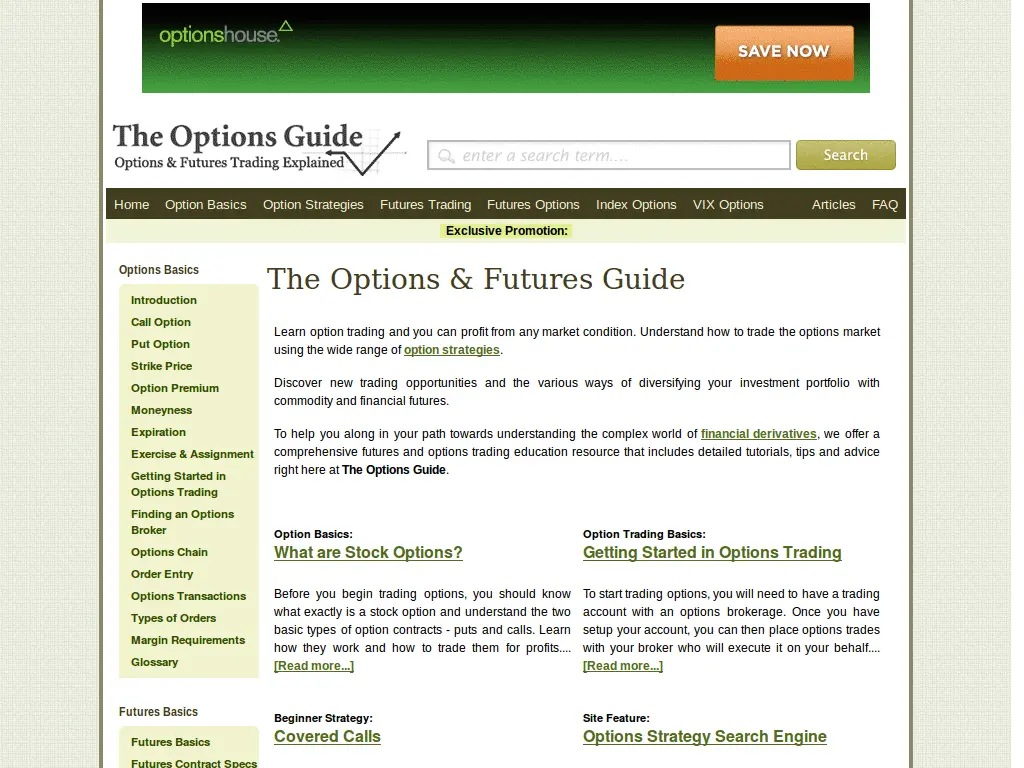 optionshouse.
SAVE NOW
The Options Guide
Options & Futures Trading Explained
enter a search term....
Search
Home Option Basics Option Strategies Futures Trading Futures Options Index Options VIX Options Articles FAQ
Exclusive Promotion:
Options Basics
Introduction
Call Option
Put Option
Strike Price
Option Premium
Moneyness
Expiration
Exercise & Assignment
Getting Started in
Options Trading
Finding an Options
Broker
Options Chain
Order Entry
Options Transactions
Types of Orders
Margin Requirements
Glossary
Futures Basics
Futures Basics
Futures Contract Specs
The Options & Futures Guide
Learn option trading and you can profit from any market condition. Understand how to trade the options market
using the wide range of option strategies.
Discover new trading opportunities and the various ways of diversifying your investment portfolio with
commodity and financial futures.
To help you along in your path towards understanding the complex world of financial derivatives, we offer a
comprehensive futures and options trading education resource that includes detailed tutorials, tips and advice
right here at The Options Guide.
Option Basics:
What are Stock Options?
Before you begin trading options, you should know
what exactly is a stock option and understand the two
basic types of option contracts - puts and calls. Learn
how they work and how to trade them for profits....
[Read more...]
Option Trading Basics:
Getting Started in Options Trading
To start trading options, you will need to have a trading
account with an options brokerage. Once you have
setup your account, you can then place options trades
with your broker who will execute it on your behalf....
[Read more...]
Beginner Strategy:
Covered Calls
Site Feature:
Options Strategy Search Engine